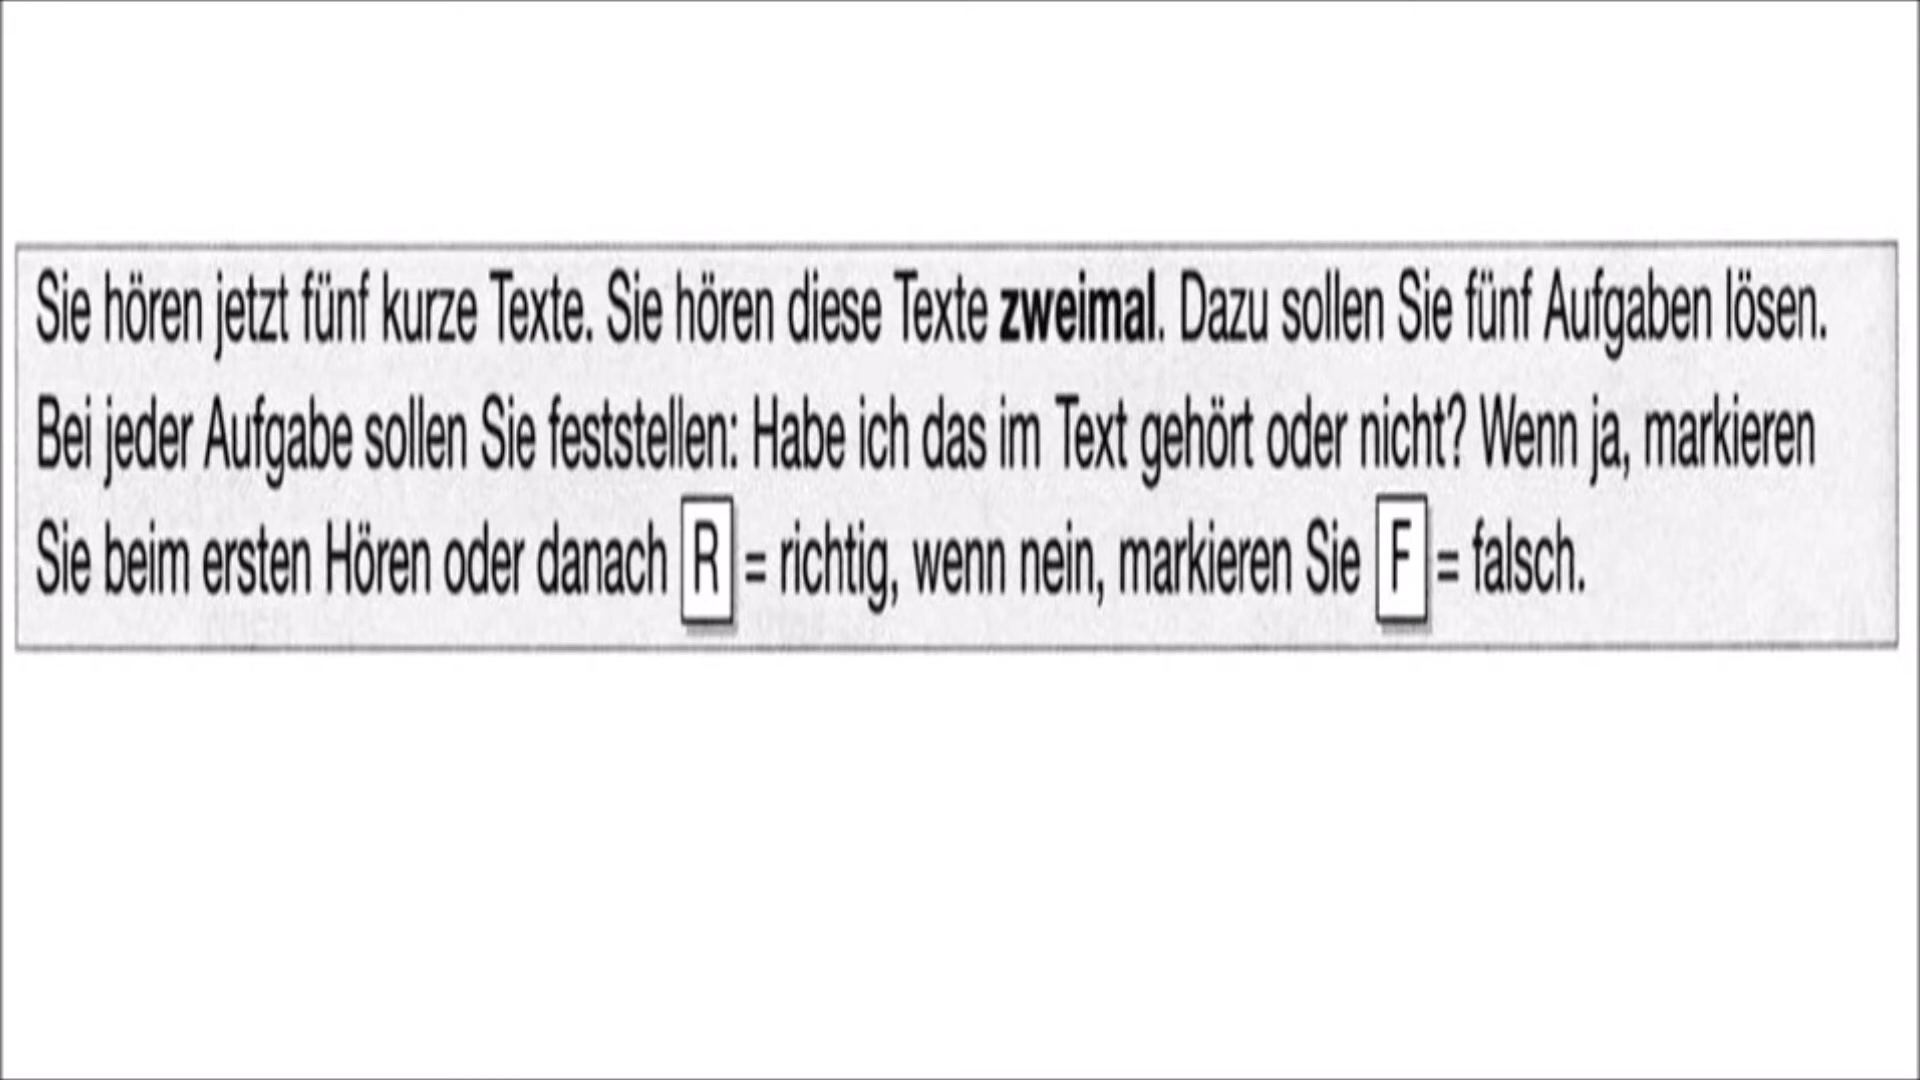 Sie hören jetzt fünf kurze Texte. Sie hören diese Texte zweimal. Dazu sollen Sie fünf Aufgaben lösen.
Bei jeder Aufgabe sollen Sie feststellen: Habe ich das im Text gehört oder nicht? Wenn ja, markieren
Sie beim ersten Hören oder danach R = richtig, wenn nein, markieren Sie F = falsch.